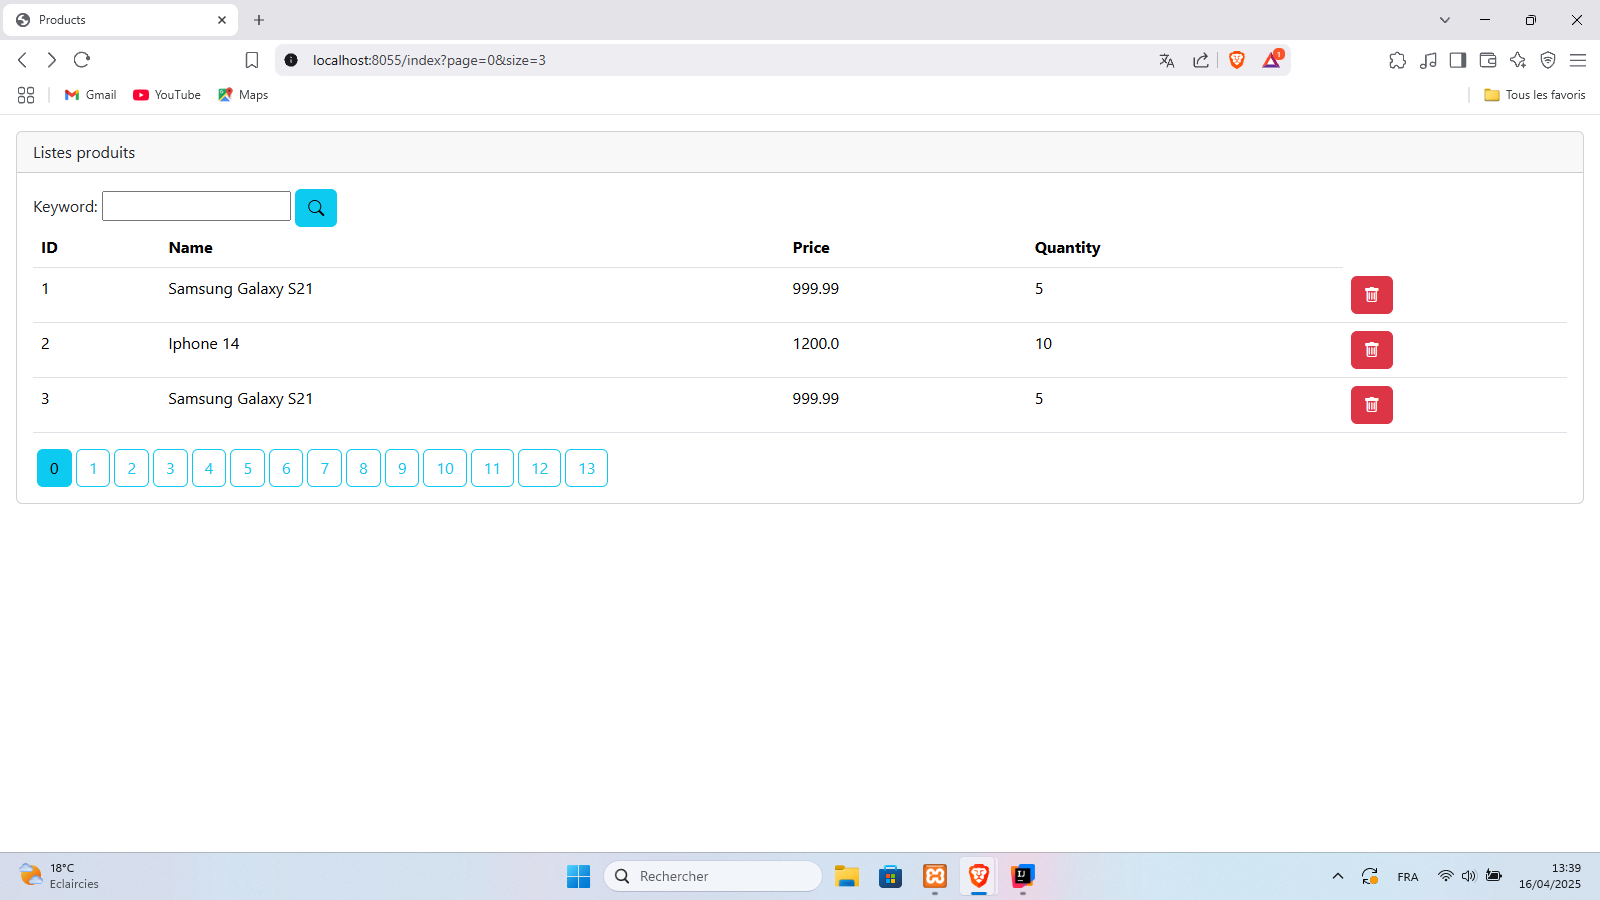 Products
localhost:8055/index?page=0&size=3
1
Gmail
YouTube
Maps
Tous les favoris
Listes produits
Keyword:
ID Name Price Quantity
1 Samsung Galaxy S21 999.99 5
2 Iphone 14 1200.0 10
3 Samsung Galaxy S21 999.99 5
0 1 2 3 4 5 6 7 8 9 10 11 12 13
18°C
Eclaircies
Rechercher
IJ
FRA
13:39
16/04/2025